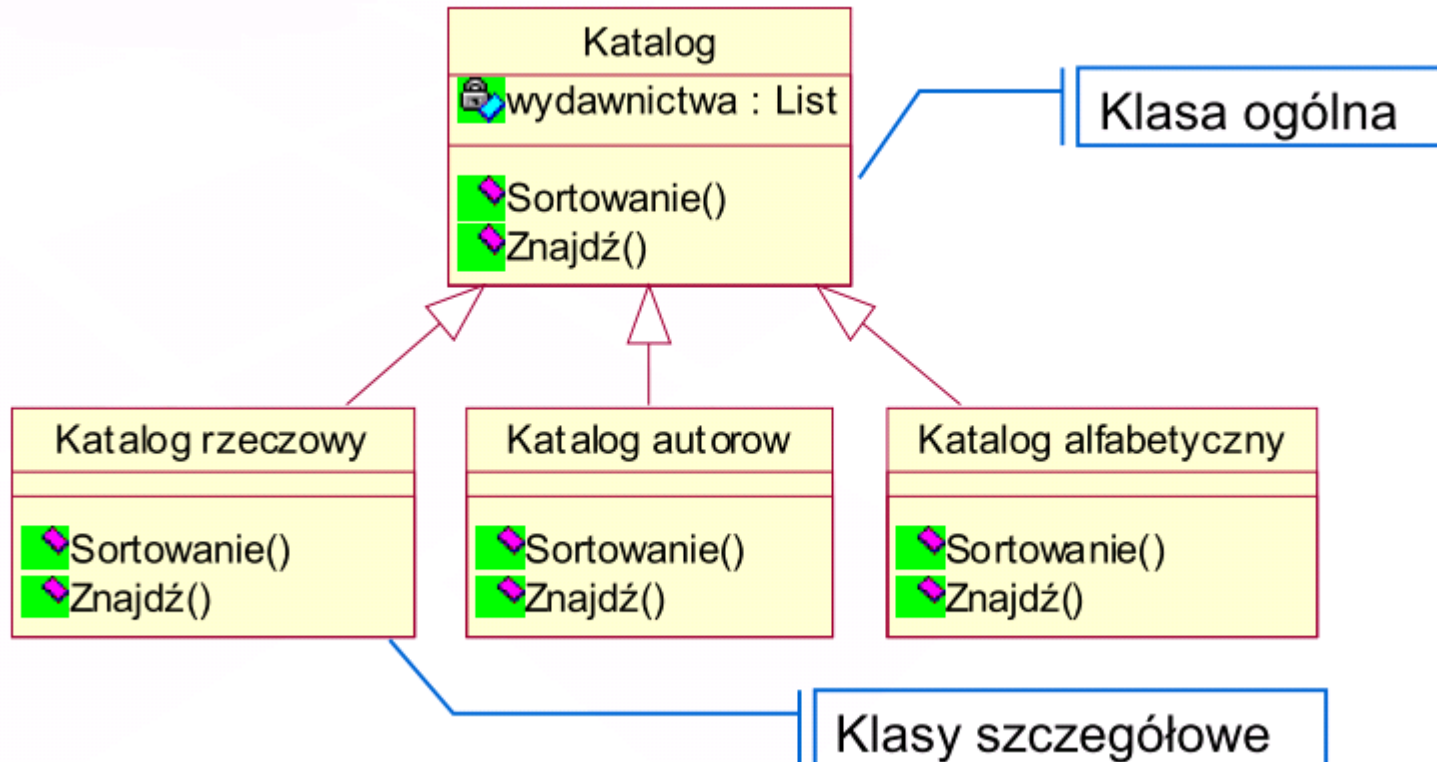 Katalog
wydawnictwa : List
Sortowanie()
Znajdź()
Klasa ogólna
Katalog rzeczowy
Sortowanie()
Znajdź()
Katalog autorow
Sortowanie()
Znajdź()
Katalog alfabetyczny
Sortowanie()
Znajdź()
Klasy szczegółowe